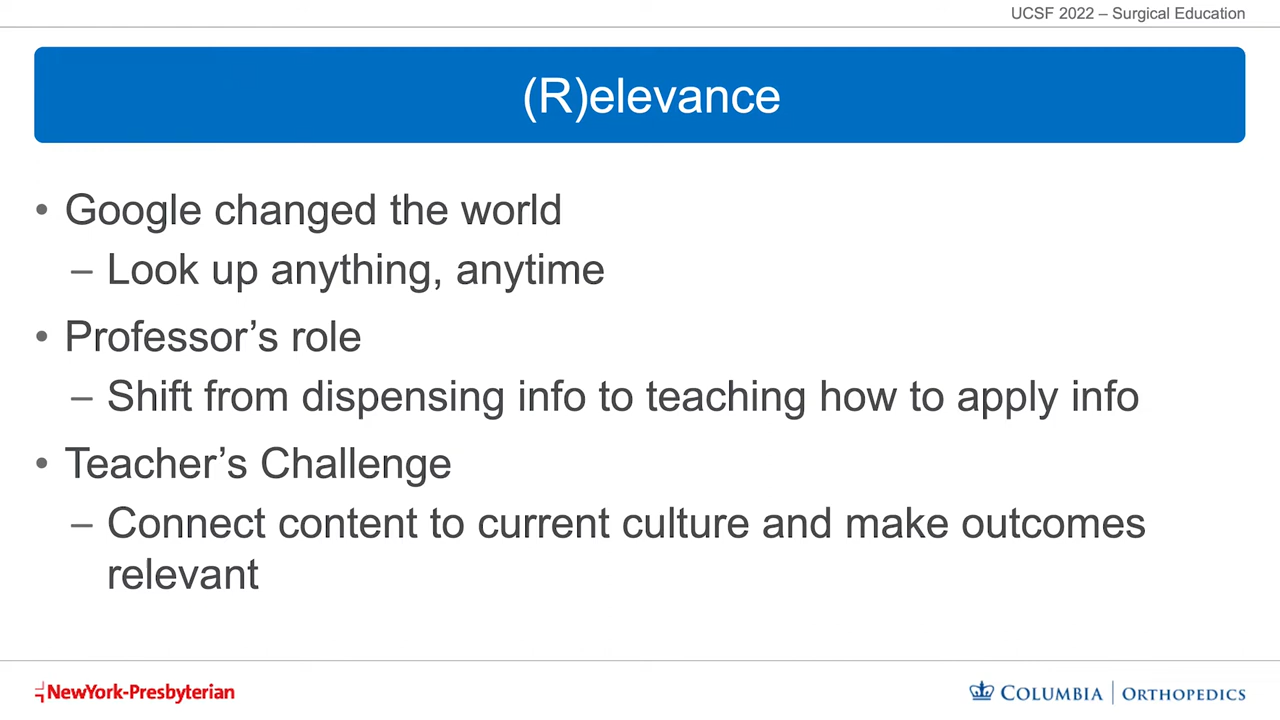 UCSF 2022 – Surgical Education
(R)elevance
• Google changed the world
– Look up anything, anytime
• Professor’s role
– Shift from dispensing info to teaching how to apply info
• Teacher’s Challenge
– Connect content to current culture and make outcomes
relevant
NewYork-Presbyterian
COLUMBIA | ORTHOPEDICS